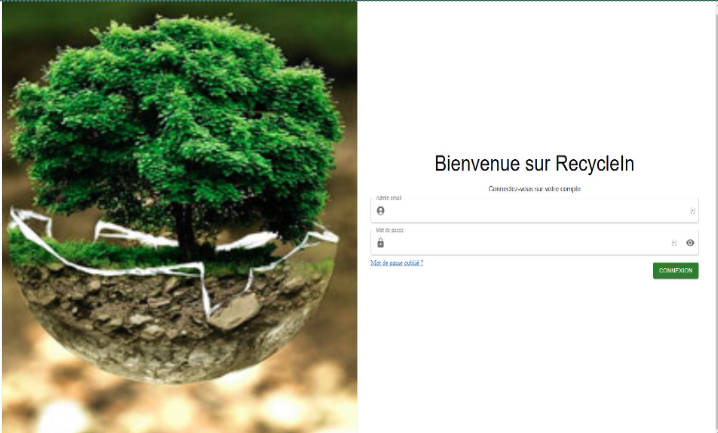 Bienvenue sur RecycleIn
Connectez-vous sur votre compte
Adresse email
Mot de passe
Mot de passe oublié ?
CONNEXION